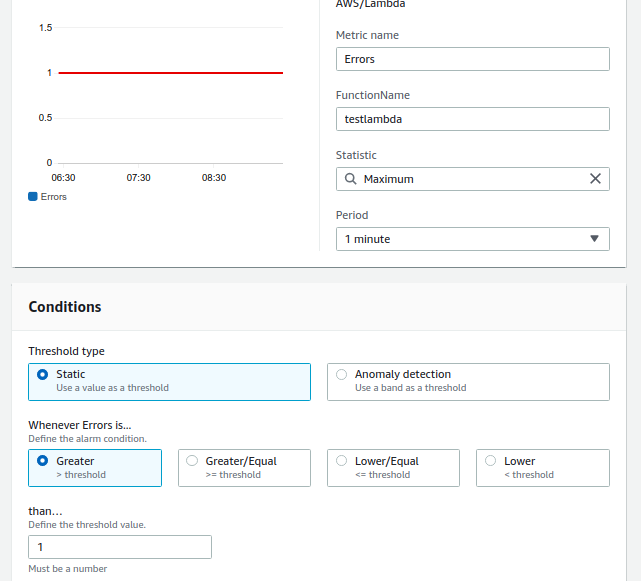 AWS/Lambda
1.5
1
0.5
0
06:30 07:30 08:30
Errors
Metric name
Errors
FunctionName
testlambda
Statistic
Maximum
Period
1 minute
Conditions
Threshold type
Static
Use a value as a threshold
Anomaly detection
Use a band as a threshold
Whenever Errors is...
Define the alarm condition.
Greater
> threshold
Greater/Equal
>= threshold
Lower/Equal
<= threshold
Lower
< threshold
than...
Define the threshold value.
1
Must be a number